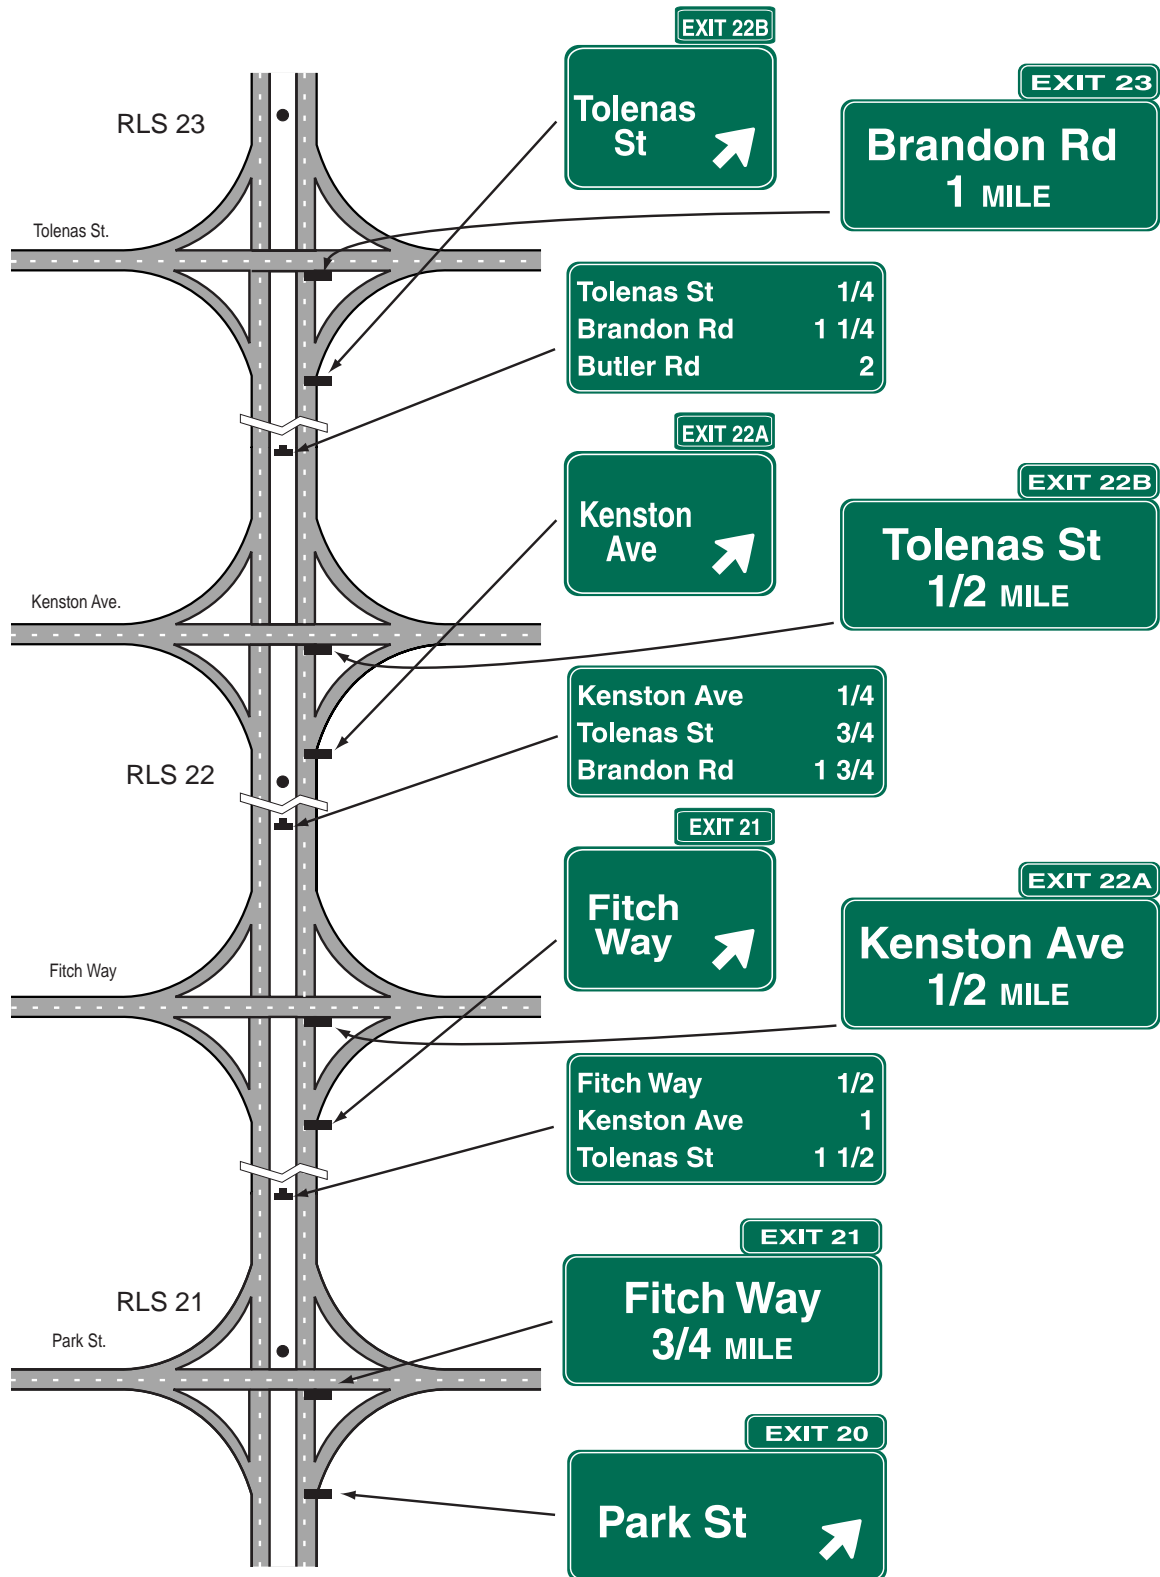 EXIT 22B
Tolenas
St
EXIT 23
Brandon Rd
1 MILE
RLS 23
Tolenas St.
Tolenas St 1/4
Brandon Rd 1 1/4
Butler Rd 2
EXIT 22A
Kenston
Ave
EXIT 22B
Tolenas St
1/2 MILE
Kenston Ave.
Kenston Ave 1/4
Tolenas St 3/4
Brandon Rd 1 3/4
RLS 22
EXIT 21
Fitch
Way
EXIT 22A
Kenston Ave
1/2 MILE
Fitch Way
Fitch Way 1/2
Kenston Ave 1
Tolenas St 1 1/2
EXIT 21
Fitch Way
3/4 MILE
RLS 21
Park St.
EXIT 20
Park St